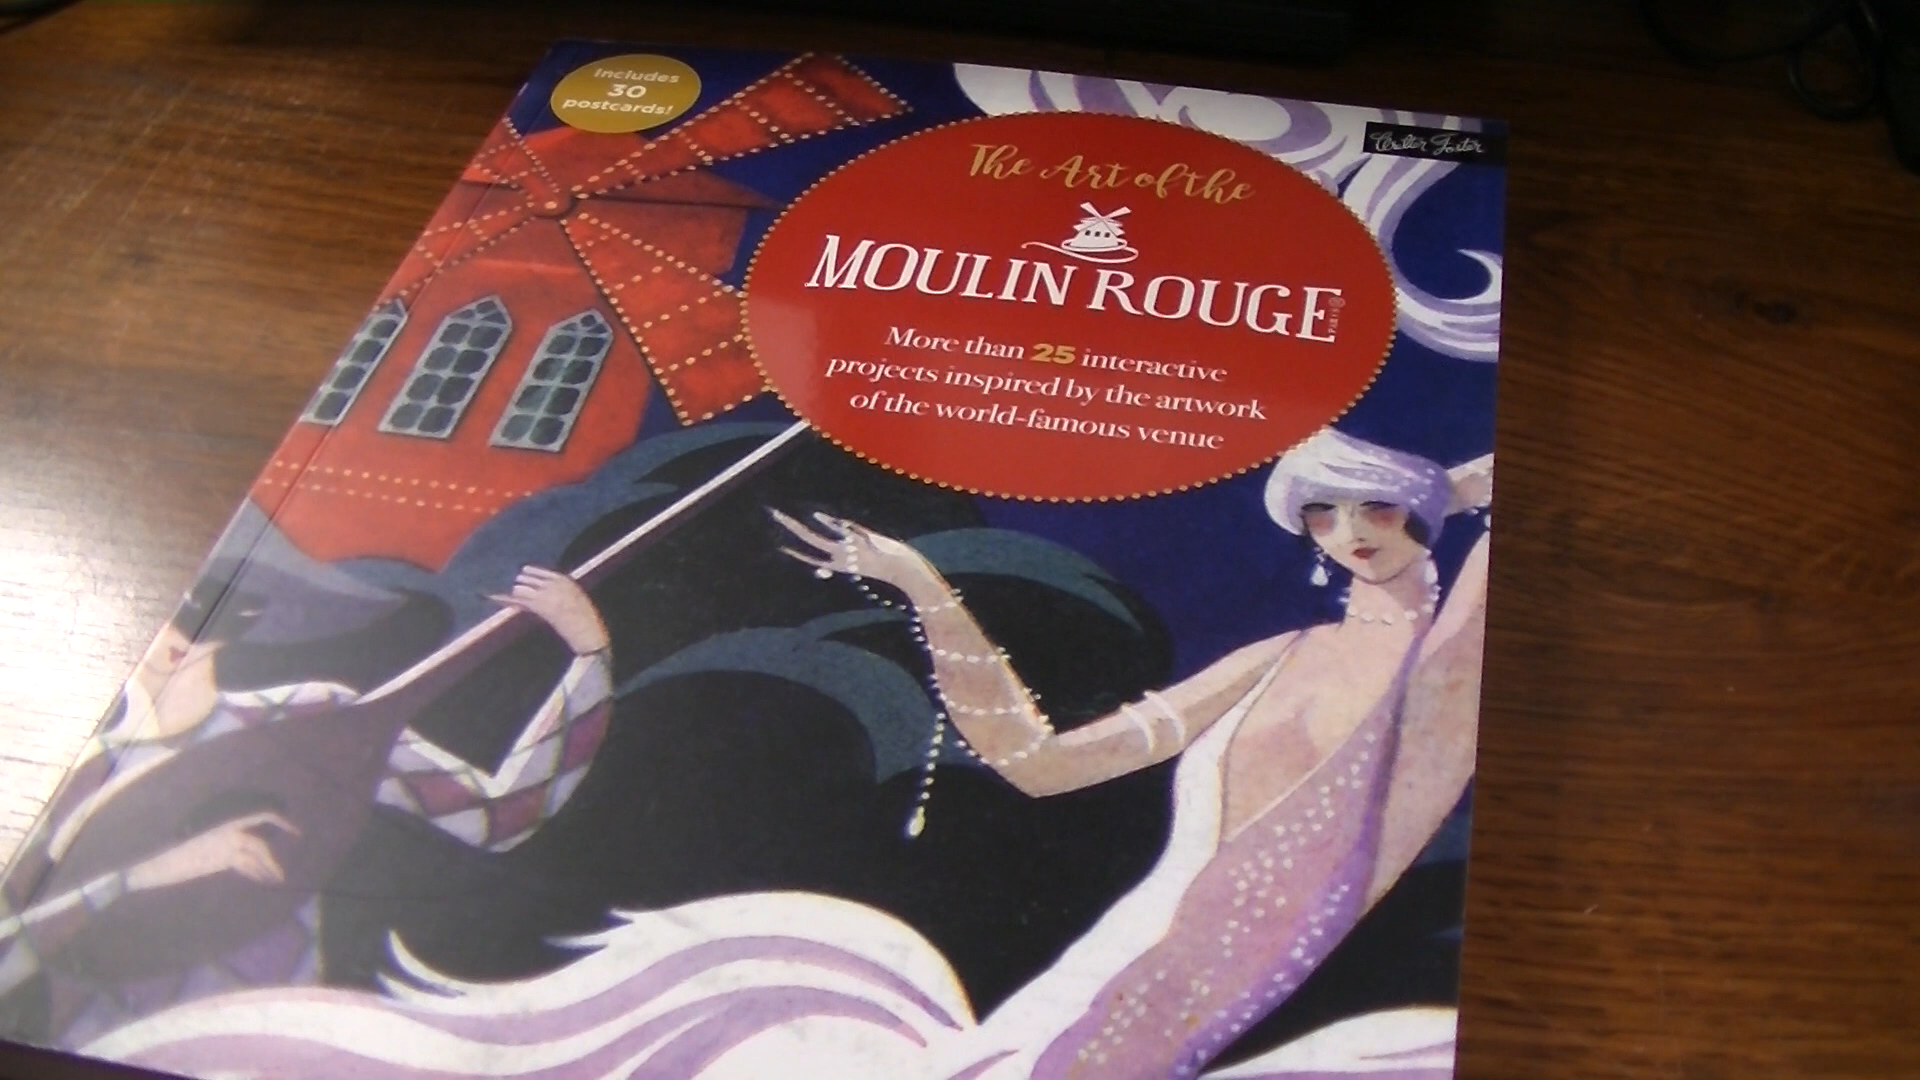 Includes
30
postcards!
Walter Foster
The Art of the
MOULIN ROUGE
PARIS®
More than 25 interactive
projects inspired by the artwork
of the world-famous venue